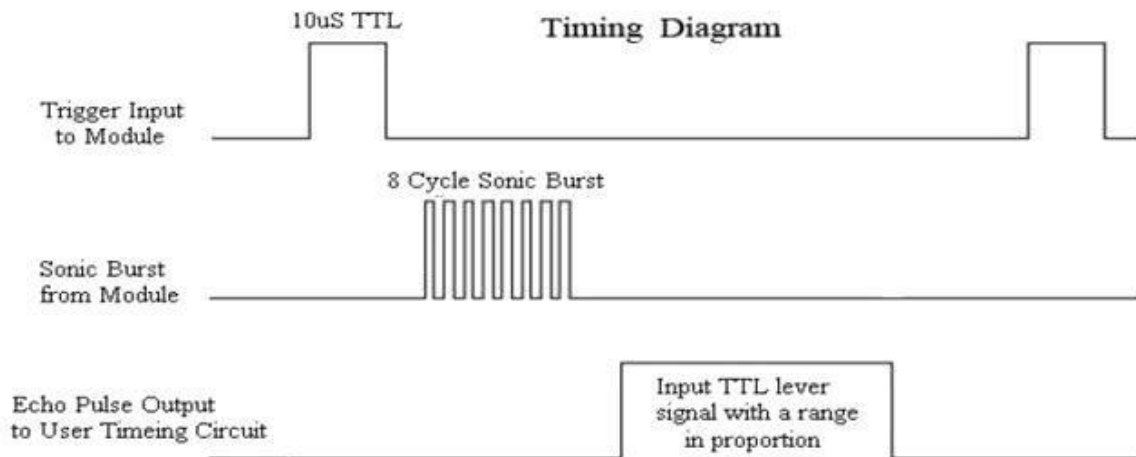 10uS TTL
Timing Diagram
Trigger Input
to Module
8 Cycle Sonic Burst
Sonic Burst
from Module
Echo Pulse Output
to User Timeing Circuit
Input TTL lever
signal with a range
in proportion